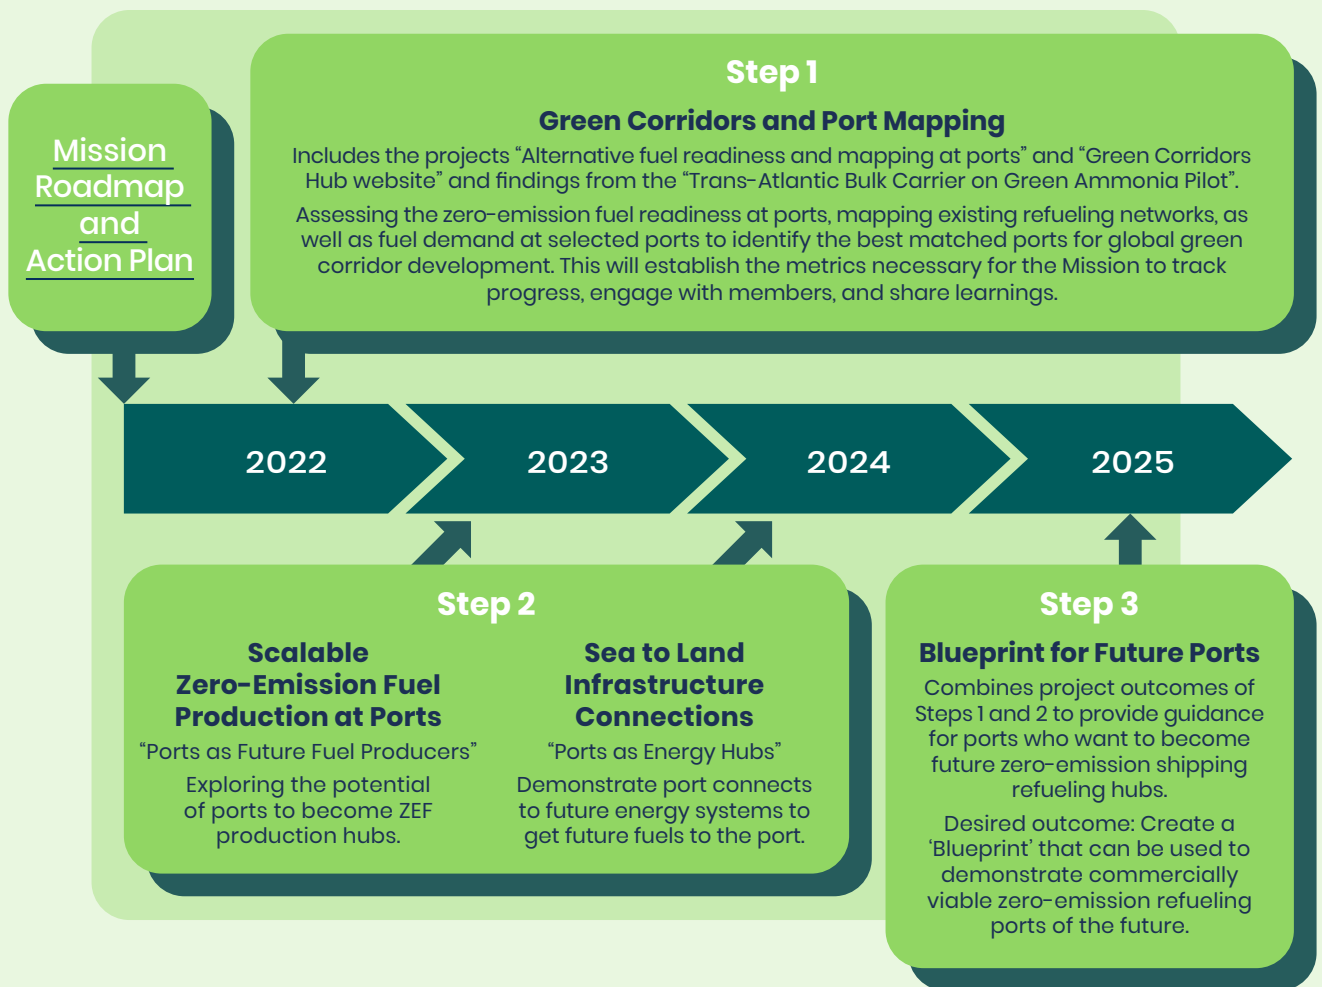 Mission
Roadmap
and
Action Plan
Step 1
Green Corridors and Port Mapping
Includes the projects “Alternative fuel readiness and mapping at ports” and “Green Corridors
Hub website” and findings from the “Trans-Atlantic Bulk Carrier on Green Ammonia Pilot”.
Assessing the zero-emission fuel readiness at ports, mapping existing refueling networks, as
well as fuel demand at selected ports to identify the best matched ports for global green
corridor development. This will establish the metrics necessary for the Mission to track
progress, engage with members, and share learnings.
2022
2023
2024
2025
Step 2
Scalable
Zero-Emission Fuel
Production at Ports
“Ports as Future Fuel Producers”
Exploring the potential
of ports to become ZEF
production hubs.
Sea to Land
Infrastructure
Connections
“Ports as Energy Hubs”
Demonstrate port connects
to future energy systems to
get future fuels to the port.
Step 3
Blueprint for Future Ports
Combines project outcomes of
Steps 1 and 2 to provide guidance
for ports who want to become
future zero-emission shipping
refueling hubs.
Desired outcome: Create a
‘Blueprint’ that can be used to
demonstrate commercially
viable zero-emission refueling
ports of the future.